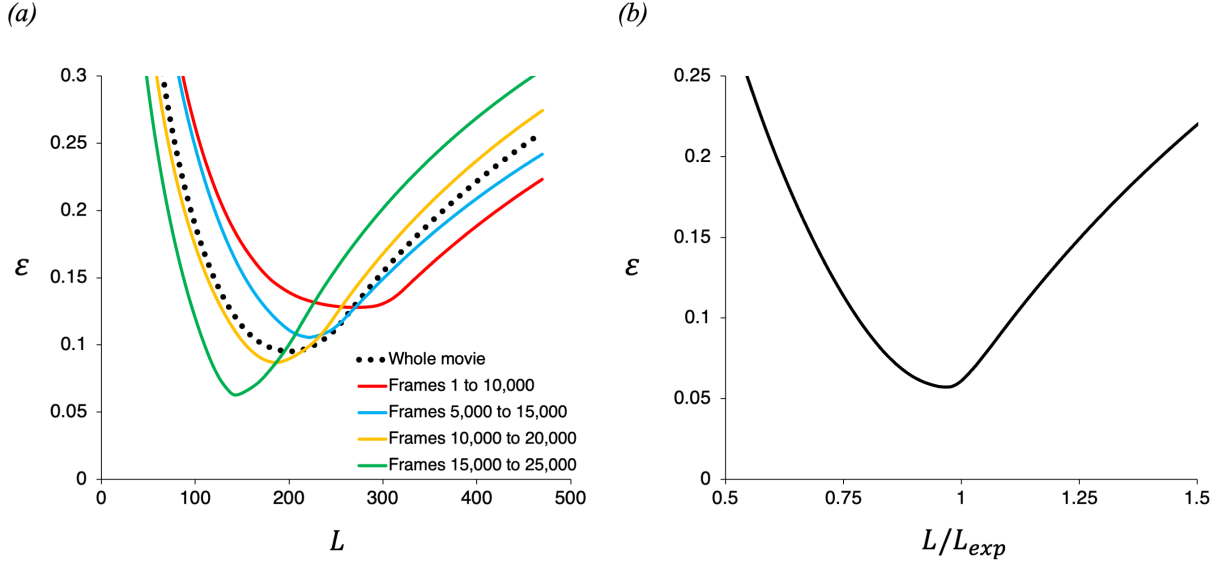 (a)
0.3
0.25
0.2
0.15
0.1
0.05
0
ε
0 100 200 300 400 500
L
Whole movie
Frames 1 to 10,000
Frames 5,000 to 15,000
Frames 10,000 to 20,000
Frames 15,000 to 25,000
(b)
0.25
0.2
0.15
0.1
0.05
0
ε
0.5 0.75 1 1.25 1.5
L/L_exp